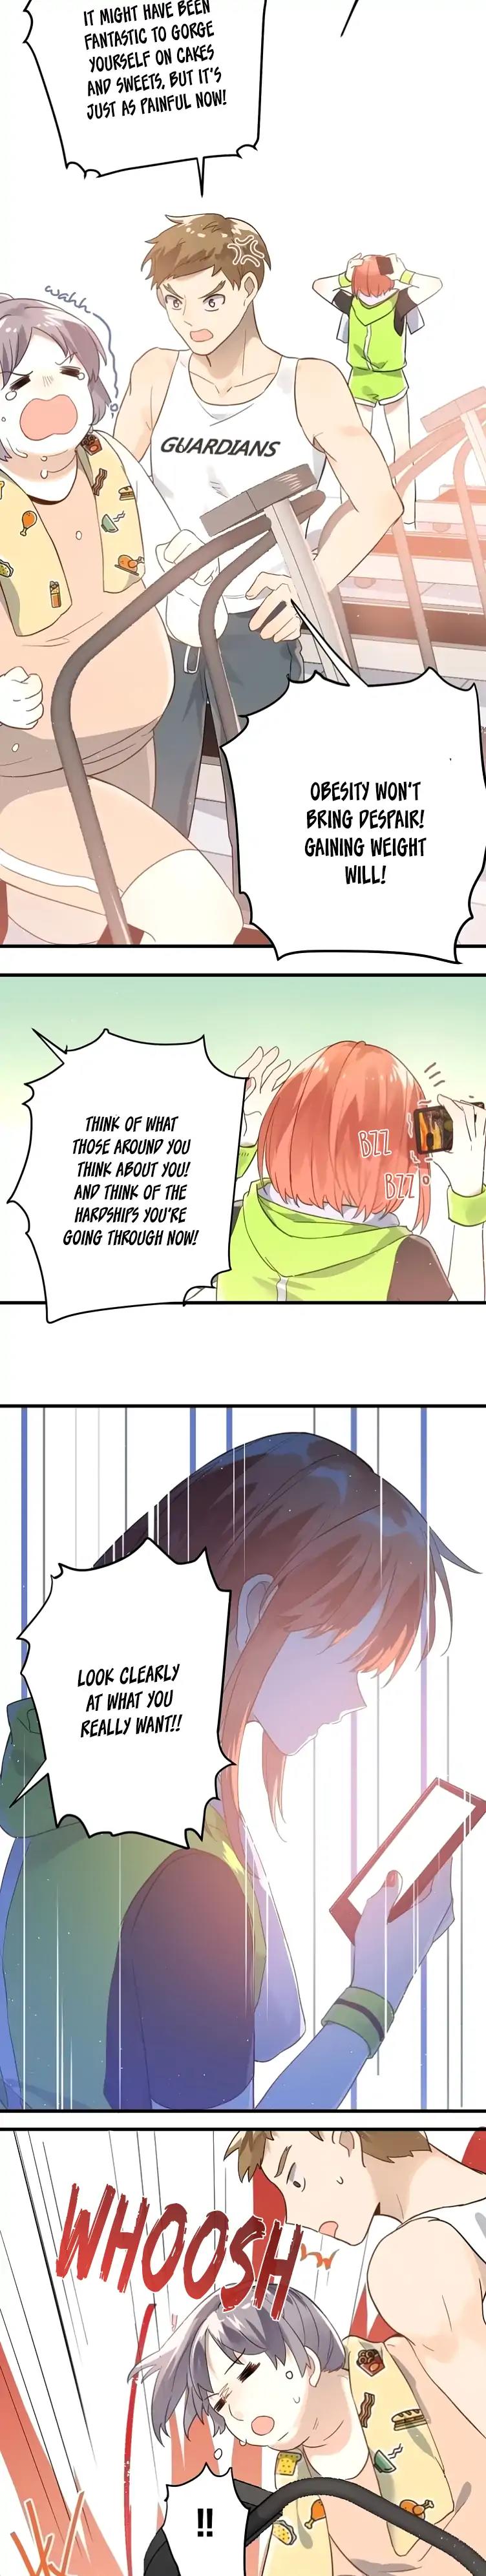 IT MIGHT HAVE BEEN
FANTASTIC TO GORGE
YOURSELF ON CAKES
AND SWEETS, BUT IT'S
JUST AS PAINFUL NOW!
wahh
GUARDIANS
OBESITY WON'T
BRING DESPAIR!
GAINING WEIGHT
WILL!
THINK OF WHAT
THOSE AROUND YOU
THINK ABOUT YOU!
AND THINK OF THE
HARDSHIPS YOU'RE
GOING THROUGH NOW!
BZZ
BZZ
LOOK CLEARLY
AT WHAT YOU
REALLY WANT!!
WHOOSH
!!